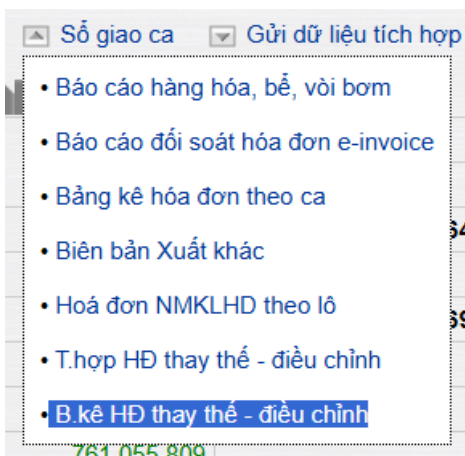 Sổ giao ca Gửi dữ liệu tích hợp
• Báo cáo hàng hóa, bể, vòi bơm
• Báo cáo đối soát hóa đơn e-invoice
• Bảng kê hóa đơn theo ca
• Biên bản Xuất khác
• Hoá đơn NMKLHD theo lô
• T.hợp HĐ thay thế - điều chỉnh
• B.kê HĐ thay thế - điều chỉnh
761.055.809